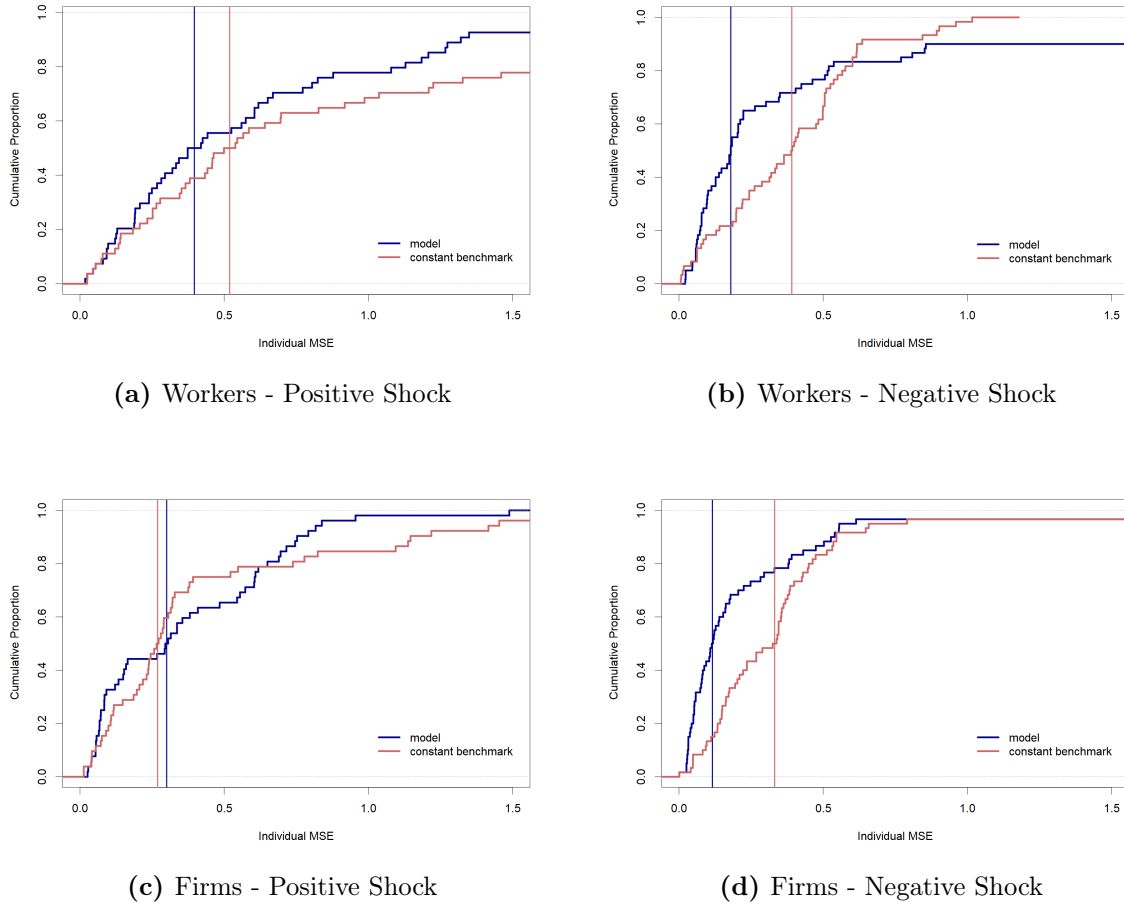 Cumulative Proportion
0.0 0.2 0.4 0.6 0.8 1.0
model
constant benchmark
0.0 0.5 1.0 1.5
Individual MSE
(a) Workers - Positive Shock
Cumulative Proportion
0.0 0.2 0.4 0.6 0.8 1.0
model
constant benchmark
0.0 0.5 1.0 1.5
Individual MSE
(b) Workers - Negative Shock
Cumulative Proportion
0.0 0.2 0.4 0.6 0.8 1.0
model
constant benchmark
0.0 0.5 1.0 1.5
Individual MSE
(c) Firms - Positive Shock
Cumulative Proportion
0.0 0.2 0.4 0.6 0.8 1.0
model
constant benchmark
0.0 0.5 1.0 1.5
Individual MSE
(d) Firms - Negative Shock